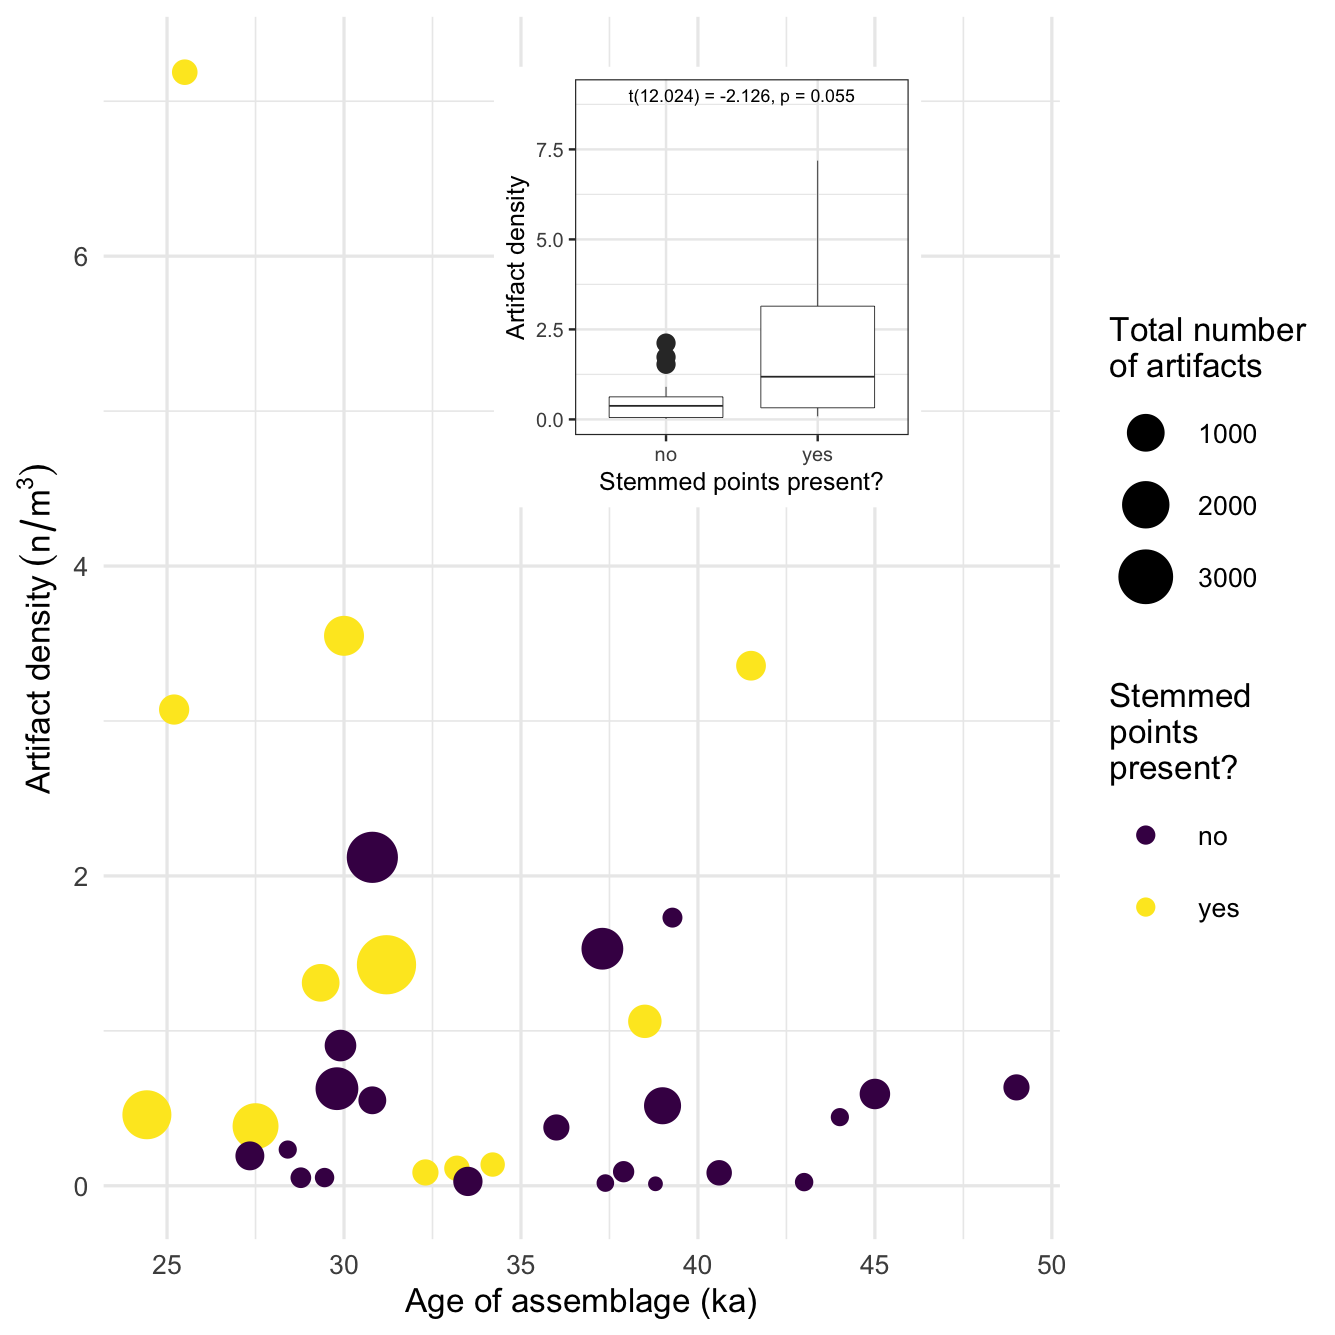 t(12.024) = -2.126, p = 0.055
7.5
5.0
2.5
0.0
Artifact density
no
yes
Stemmed points present?
6
4
2
0
Artifact density (n/m³)
25
30
35
40
45
50
Age of assemblage (ka)
Total number
of artifacts
1000
2000
3000
Stemmed
points
present?
no
yes